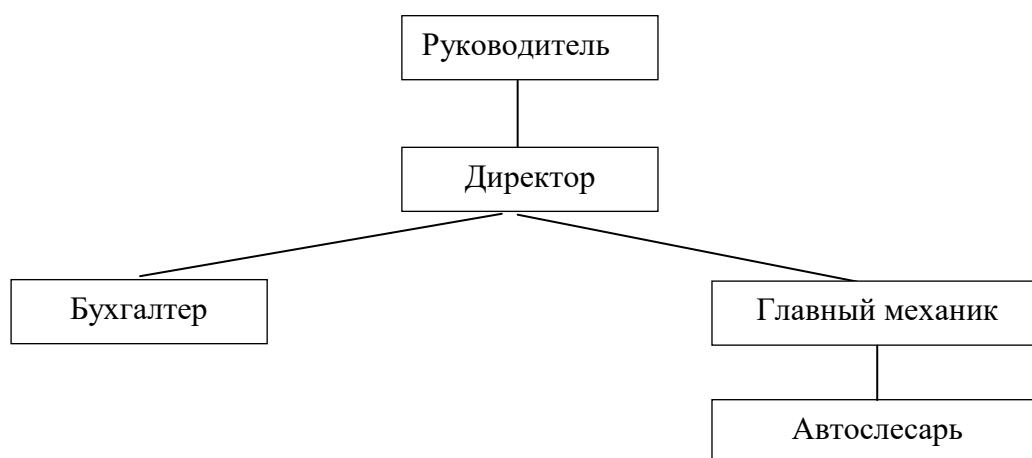 Руководитель
Директор
Бухгалтер
Главный механик
Автослесарь